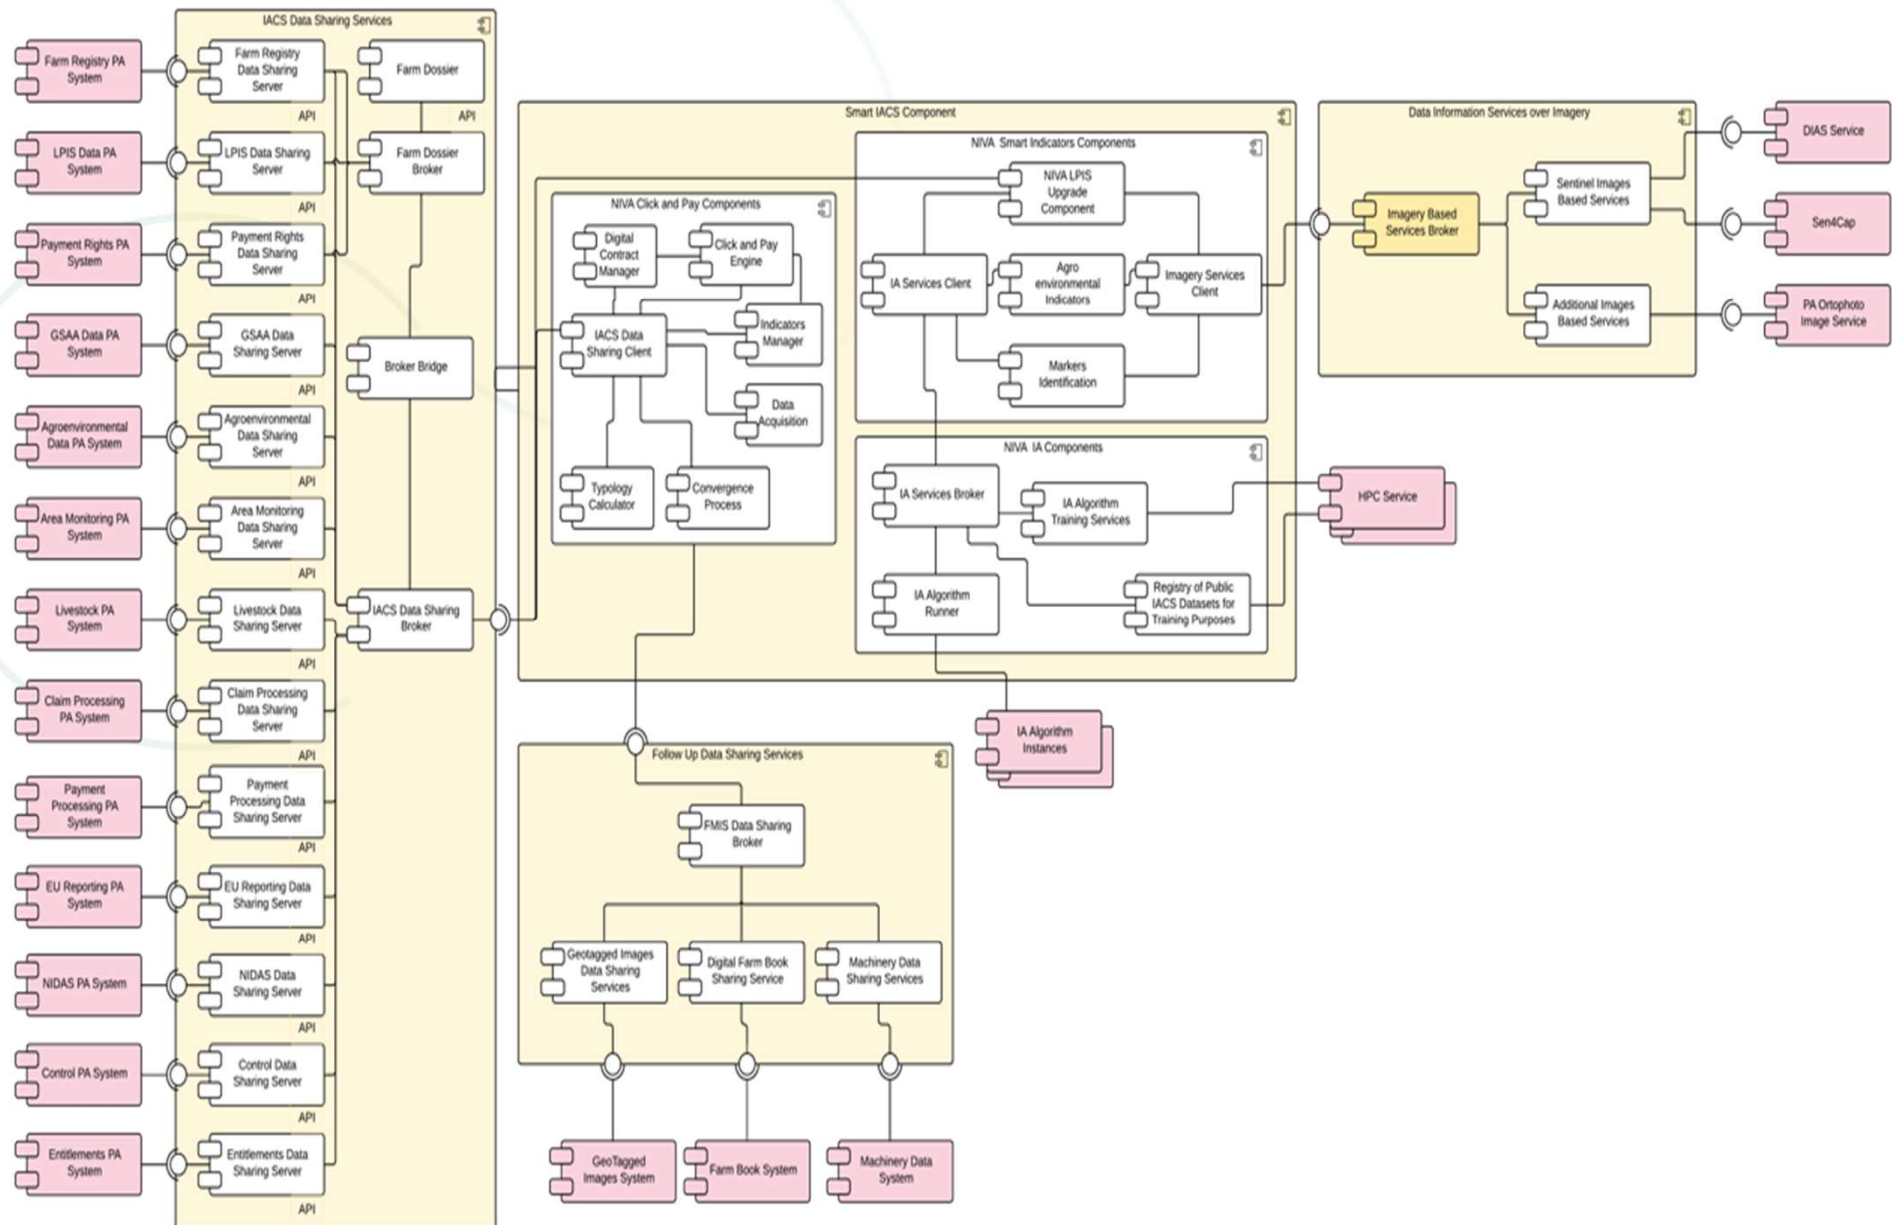 IACS Data Sharing Services
Farm Registry PA
System
Farm Registry
Data Sharing
Server
API
Farm Dossier
API
LPIS Data PA
System
LPIS Data Sharing
Server
API
Farm Dossier
Broker
Payment Rights PA
System
Payment Rights
Data Sharing
Server
API
GSAA Data PA
System
GSAA Data
Sharing Server
API
Broker Bridge
Agroenvironmental
Data PA System
Agroenvironmental
Data Sharing
Server
API
Area Monitoring PA
System
Area Monitoring
Data Sharing
Server
API
Livestock PA
System
Livestock Data
Sharing Server
API
IACS Data Sharing
Broker
Claim Processing
PA System
Claim Processing
Data Sharing
Server
API
Payment
Processing PA
System
Payment
Processing Data
Sharing Server
API
EU Reporting PA
System
EU Reporting Data
Sharing Server
API
NIDAS PA System
NIDAS Data
Sharing Server
API
Control PA System
Control Data
Sharing Server
API
Entitlements PA
System
Entitlements Data
Sharing Server
API
Smart IACS Component
NIVA Click and Pay Components
Digital
Contract
Manager
Click and Pay
Engine
IACS Data
Sharing Client
Indicators
Manager
Data
Acquisition
Typology
Calculator
Convergence
Process
NIVA Smart Indicators Components
NIVA LPIS
Upgrade
Component
IA Services Client
Agro
environmental
Indicators
Imagery Services
Client
Markers
Identification
NIVA IA Components
IA Services Broker
IA Algorithm
Training Services
IA Algorithm
Runner
Registry of Public
IACS Datasets for
Training Purposes
HPC Service
IA Algorithm
Instances
Data Information Services over Imagery
Imagery Based
Services Broker
Sentinel Images
Based Services
Additional Images
Based Services
DIAS Service
Sen4Cap
PA Ortophoto
Image Service
Follow Up Data Sharing Services
FMIS Data Sharing
Broker
Geotagged Images
Data Sharing
Services
Digital Farm Book
Sharing Service
Machinery Data
Sharing Services
GeoTagged
Images System
Farm Book System
Machinery Data
System